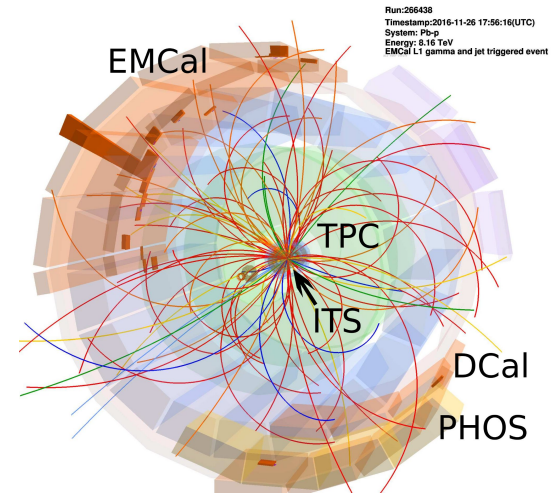 Run:266438
Timestamp:2016-11-26 17:56:16(UTC)
System: Pb-p
Energy: 8.16 TeV
EMCal L1 gamma and jet triggered event
EMCal
TPC
ITS
DCal
PHOS